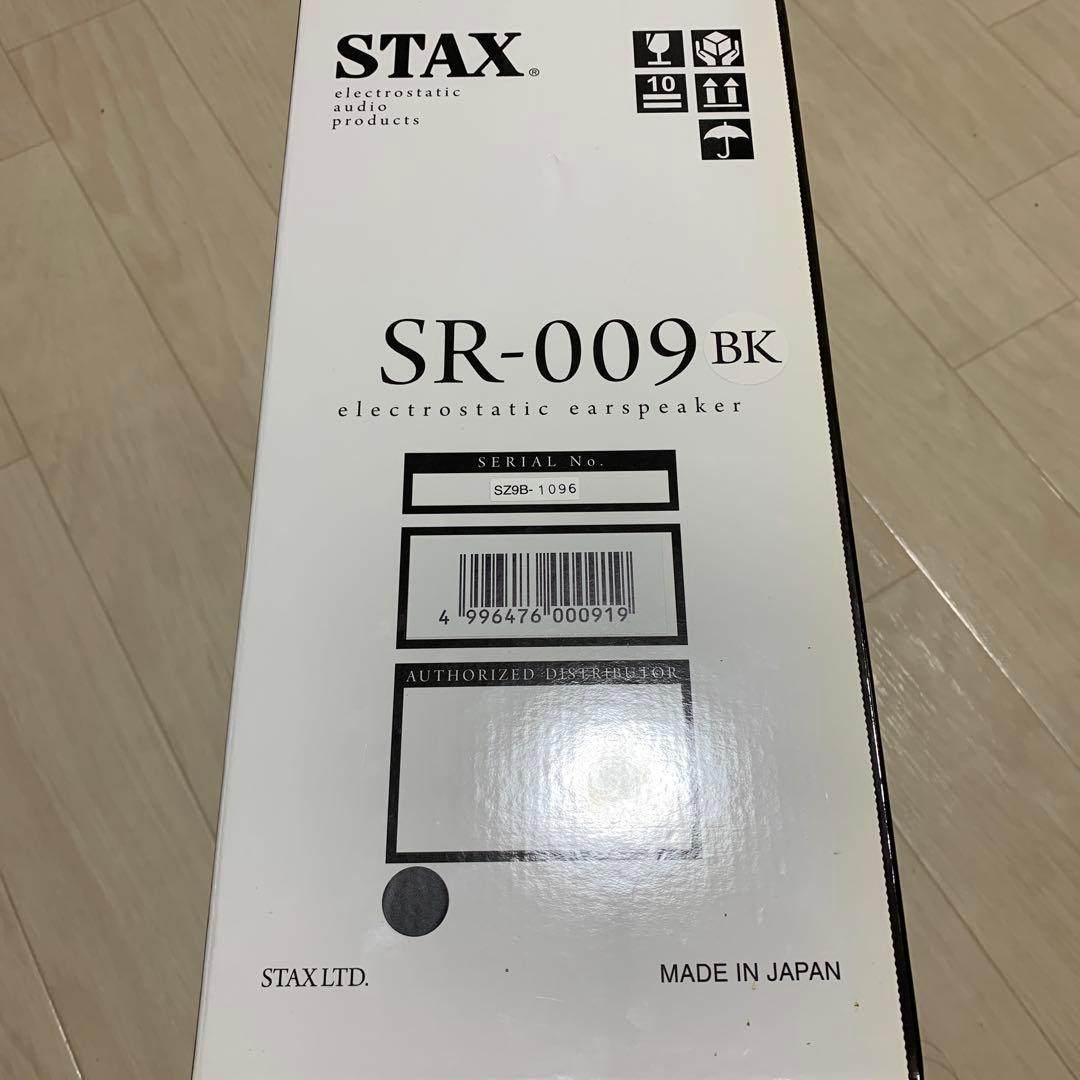 STAX®
electrostatic
audio
products
10
SR-009 BK
electrostatic earspeaker
SERIAL No.
SZ9B-1096
4 996476 000919
AUTHORIZED DISTRIBUTOR
STAX LTD.
MADE IN JAPAN